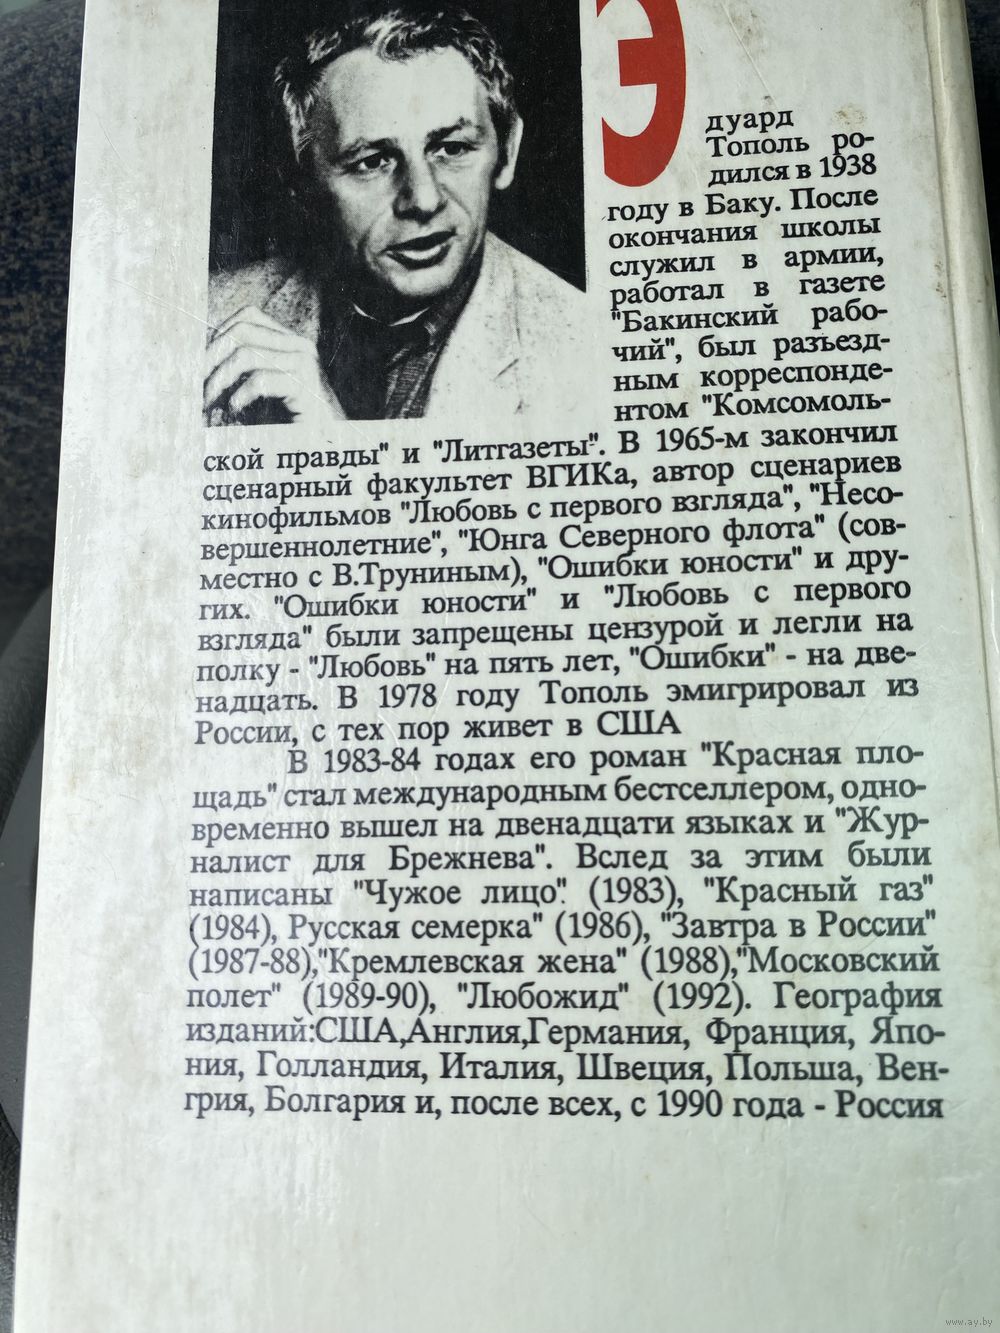 Эдуард
Тополь ро-
дился в 1938
году в Баку. После
окончания школы
служил в армии,
работал в газете
"Бакинский рабо-
чий", был разъезд-
ным корреспонде-
нтом "Комсомоль-
ской правды" и "Литгазеты". В 1965-м закончил
сценарный факультет ВГИКа, автор сценариев
кинофильмов "Любовь с первого взгляда", "Несо-
вершеннолетние", "Юнга Северного флота" (сов-
местно с В.Труниным), "Ошибки юности" и дру-
гих. "Ошибки юности" и "Любовь с первого
взгляда" были запрещены цензурой и легли на
полку - "Любовь" на пять лет, "Ошибки" - на две-
надцать. В 1978 году Тополь эмигрировал из
России, с тех пор живет в США
В 1983-84 годах его роман "Красная пло-
щадь" стал международным бестселлером, одно-
временно вышел на двенадцати языках и "Жур-
налист для Брежнева". Вслед за этим были
написаны "Чужое лицо". (1983), "Красный газ"
(1984), Русская семерка" (1986), "Завтра в России"
(1987-88),"Кремлевская жена" (1988),"Московский
полет" (1989-90), "Любожид" (1992). География
изданий:США,Англия,Германия, Франция, Япо-
ния, Голландия, Италия, Швеция, Польша, Вен-
грия, Болгария и, после всех, с 1990 года - Россия
www.ay.by